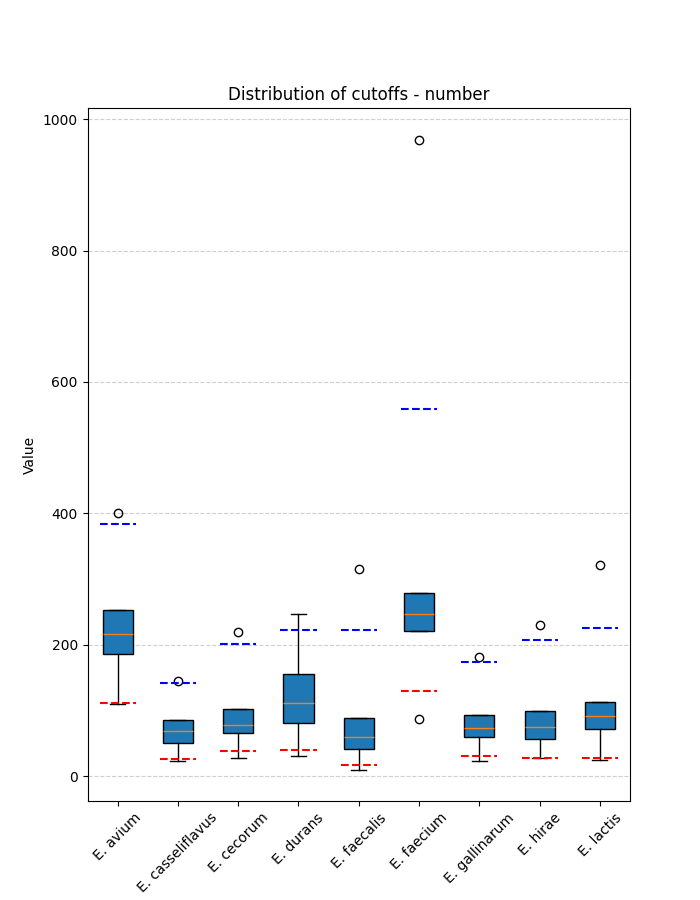 Distribution of cutoffs - number
1000
800
600
400
200
0
Value
E. avium
E. casseliflavus
E. cecorum
E. durans
E. faecalis
E. faecium
E. gallinarum
E. hirae
E. lactis